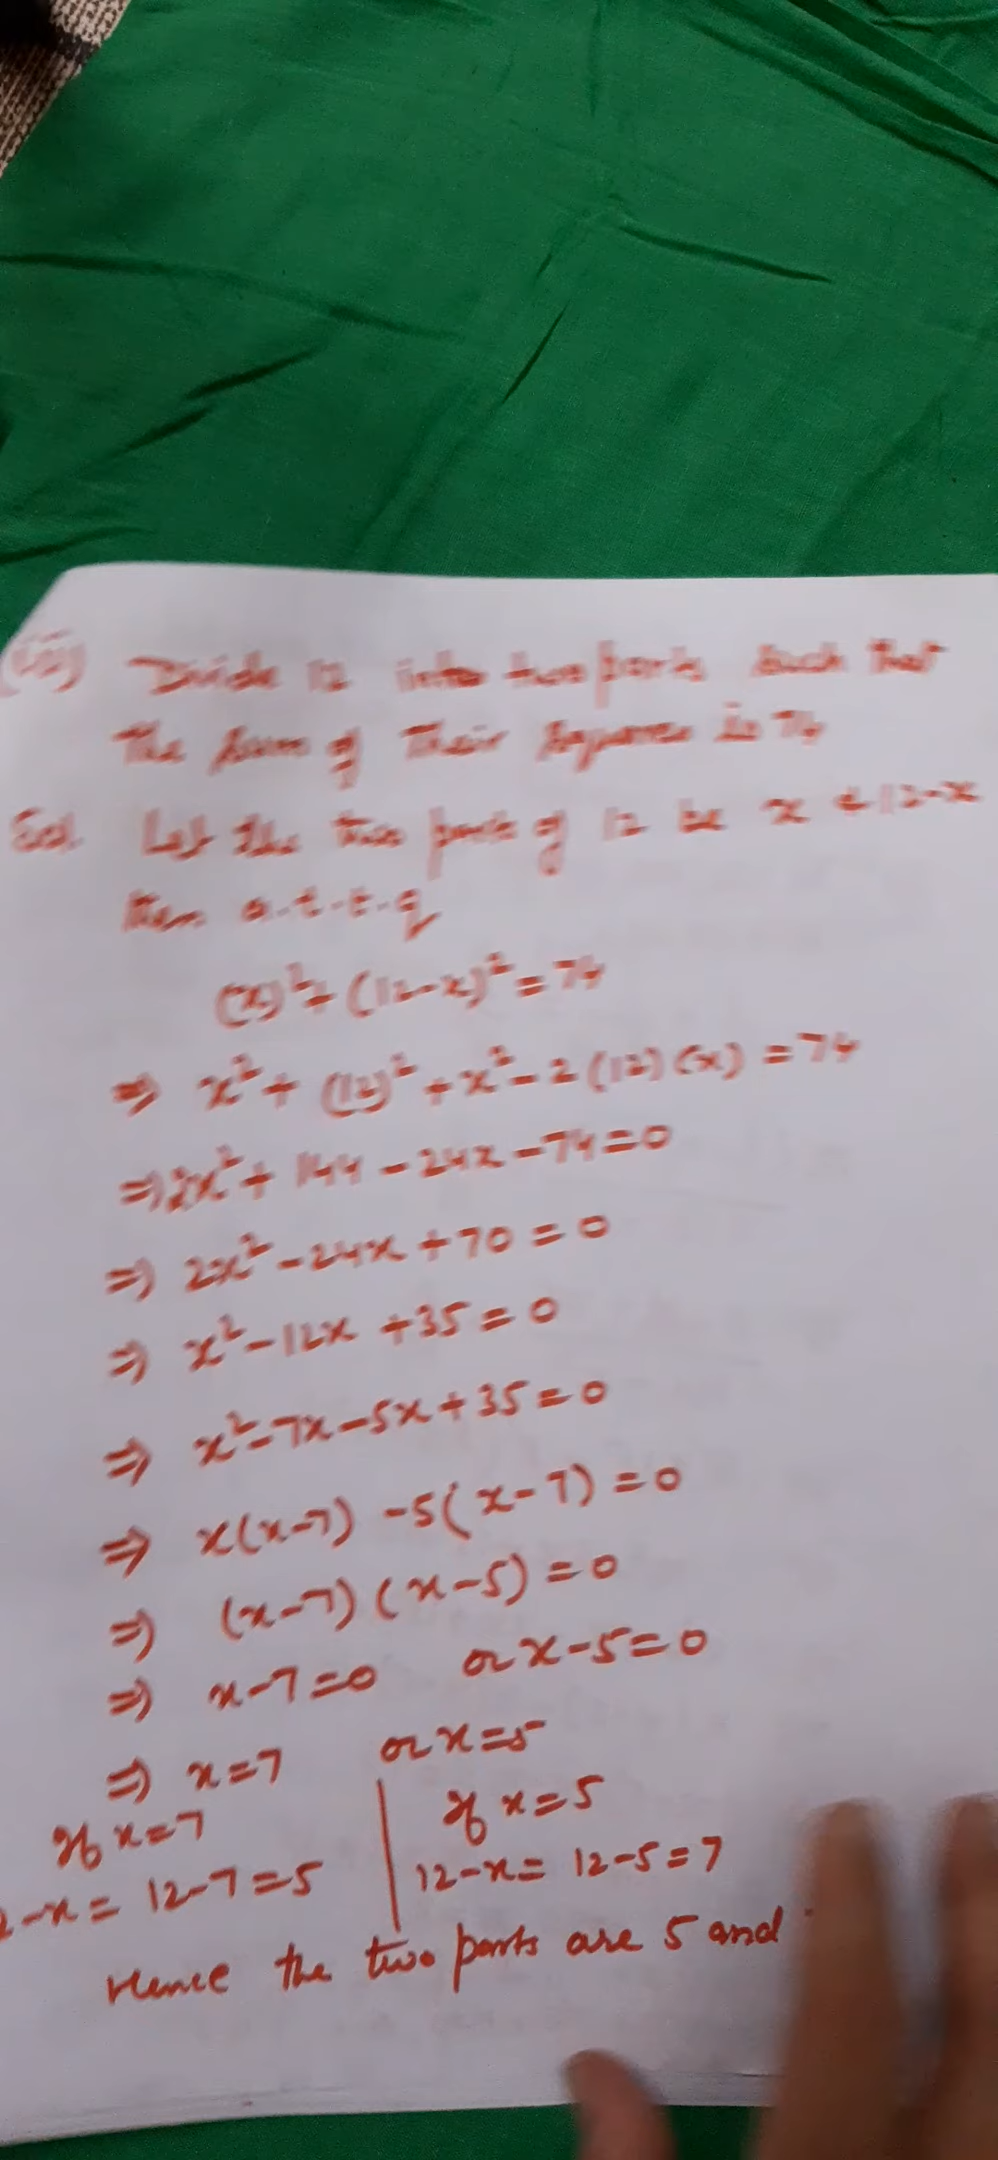 (iii) Divide 12 into two parts such that
the sum of their squares is 74
Sol. Let the two parts of 12 be x & 12-x
then a.t.t.q
(x)²+(12-x)²=74
⇒ x²+(12)²+x²-2(12)(x)=74
⇒ 2x²+144-24x-74=0
⇒ 2x²-24x+70=0
⇒ x²-12x+35=0
⇒ x²-7x-5x+35=0
⇒ x(x-7)-5(x-7)=0
⇒ (x-7)(x-5)=0
⇒ x-7=0 or x-5=0
⇒ x=7 or x=5
If x=7
2-x= 12-7=5
If x=5
12-x= 12-5=7
Hence the two parts are 5 and